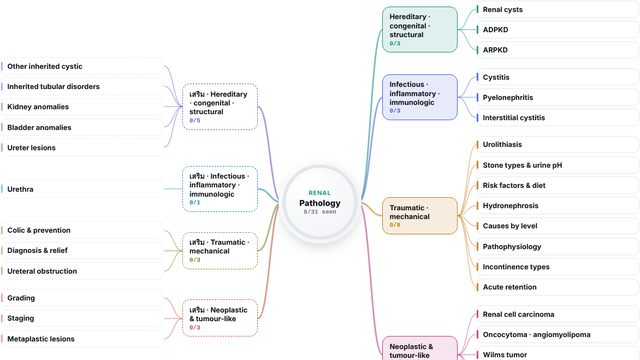 Other inherited cystic
Inherited tubular disorders
Kidney anomalies
Bladder anomalies
Ureter lesions
เสริม · Hereditary
· congenital ·
structural
0/5
Urethra
เสริม · Infectious ·
inflammatory ·
immunologic
0/1
Colic & prevention
Diagnosis & relief
Ureteral obstruction
เสริม · Traumatic ·
mechanical
0/3
Grading
Staging
Metaplastic lesions
เสริม · Neoplastic
& tumour-like
0/3
RENAL
Pathology
0/31 seen
Hereditary ·
congenital ·
structural
0/3
Renal cysts
ADPKD
ARPKD
Infectious ·
inflammatory ·
immunologic
0/3
Cystitis
Pyelonephritis
Interstitial cystitis
Traumatic ·
mechanical
0/8
Urolithiasis
Stone types & urine pH
Risk factors & diet
Hydronephrosis
Causes by level
Pathophysiology
Incontinence types
Acute retention
Neoplastic &
tumour-like
Renal cell carcinoma
Oncocytoma · angiomyolipoma
Wilms tumor